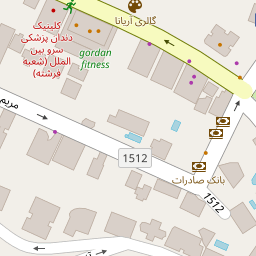 گالری آریانا
کلینیک
دندان پزشکی
سرو بین
الملل (شعبه
فرشته)
gordan
fitness
مریم
1512
بانک صادرات
1512